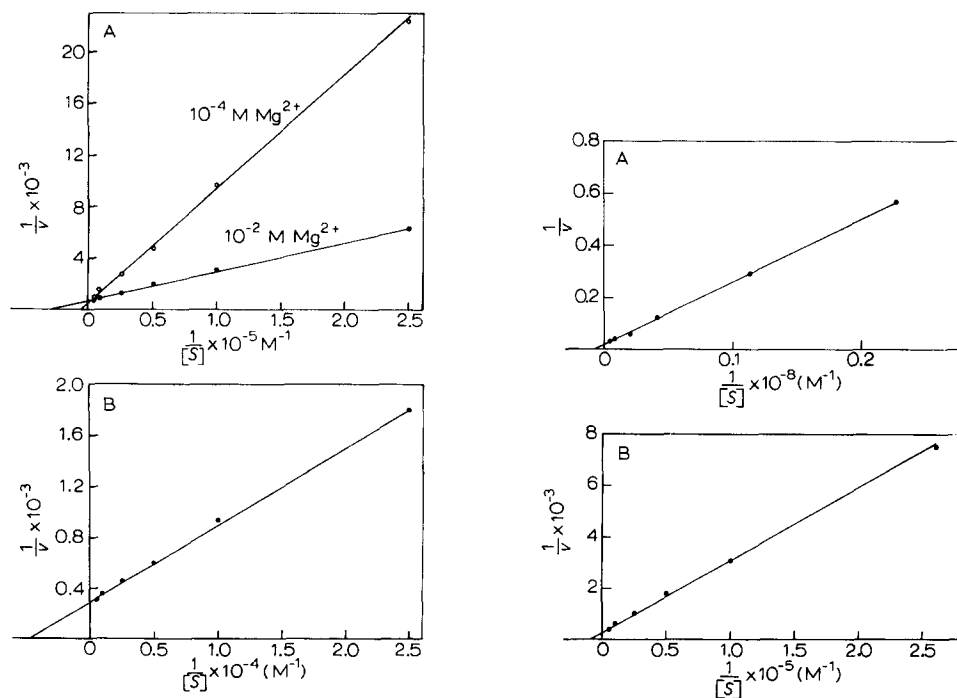 A
20
16
12
8
4
1/v × 10⁻³
10⁻⁴ M Mg²⁺
10⁻² M Mg²⁺
0 0.5 1.0 1.5 2.0 2.5
1/[S] × 10⁻⁵ M⁻¹
B
2.0
1.6
1.2
0.8
0.4
1/v × 10⁻³
0 0.5 1.0 1.5 2.0 2.5
1/[S] × 10⁻⁴ (M⁻¹)
A
0.8
0.6
0.4
0.2
1/v
0 0.1 0.2
1/[S] × 10⁻⁸ (M⁻¹)
B
8
6
4
2
1/v × 10⁻³
0 0.5 1.0 1.5 2.0 2.5
1/[S] × 10⁻⁵ (M⁻¹)